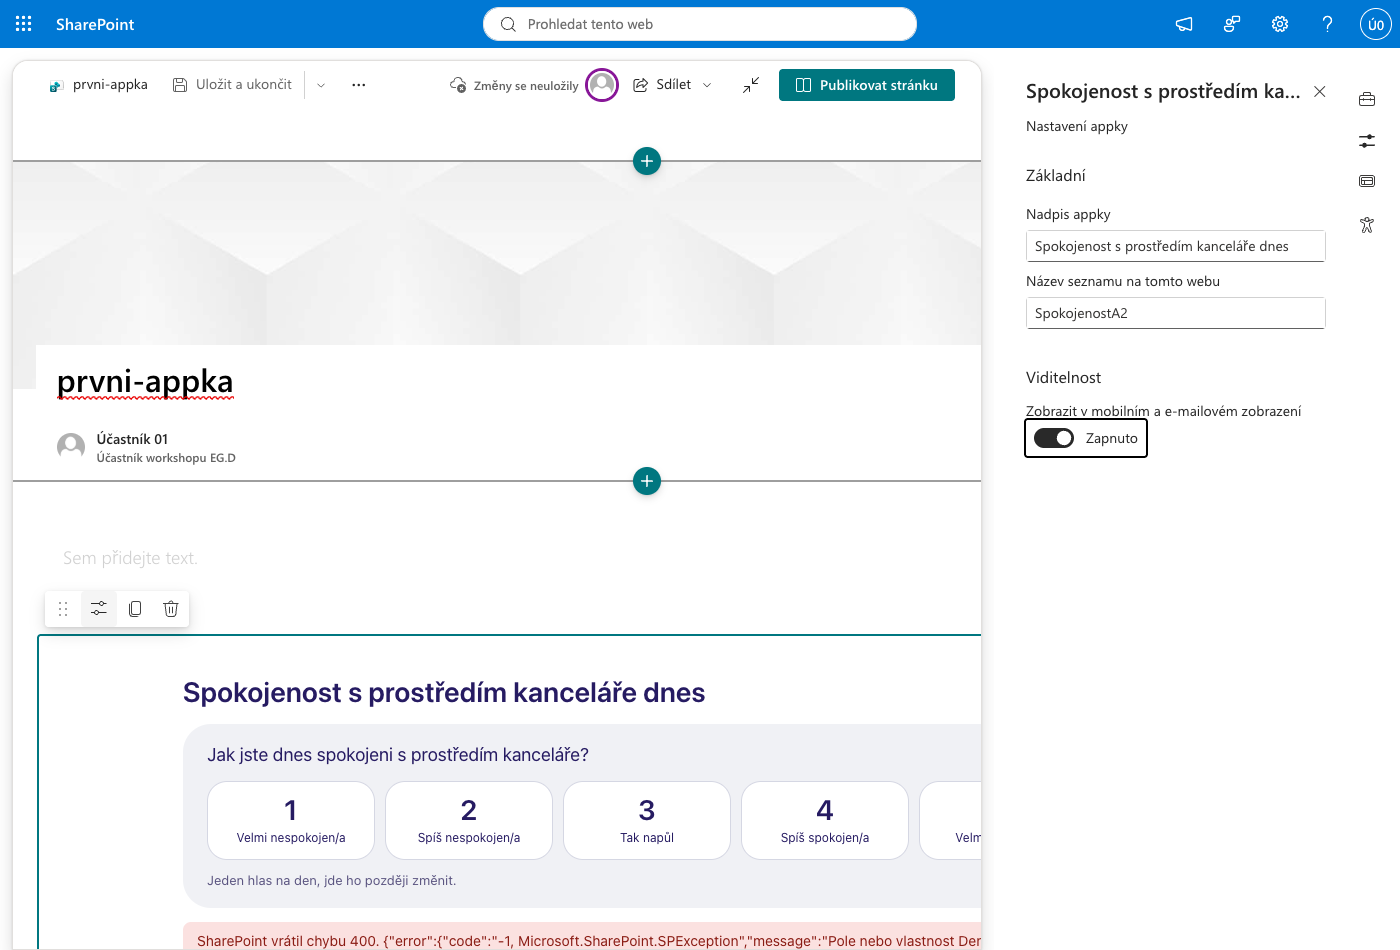 SharePoint
Prohledat tento web
Ú0
prvni-appka
Uložit a ukončit
Změny se neuložily
Sdílet
Publikovat stránku
prvni-appka
Účastník 01
Účastník workshopu EG.D
Sem přidejte text.
Spokojenost s prostředím kanceláře dnes
Jak jste dnes spokojeni s prostředím kanceláře?
1
Velmi nespokojen/a
2
Spíš nespokojen/a
3
Tak napůl
4
Spíš spokojen/a
Velm
Jeden hlas na den, jde ho později změnit.
SharePoint vrátil chybu 400. {"error":{"code":"-1, Microsoft.SharePoint.SPException","message":"Pole nebo vlastnost Den
Spokojenost s prostředím ka...
Nastavení appky
Základní
Nadpis appky
Spokojenost s prostředím kanceláře dnes
Název seznamu na tomto webu
SpokojenostA2
Viditelnost
Zobrazit v mobilním a e-mailovém zobrazení
Zapnuto